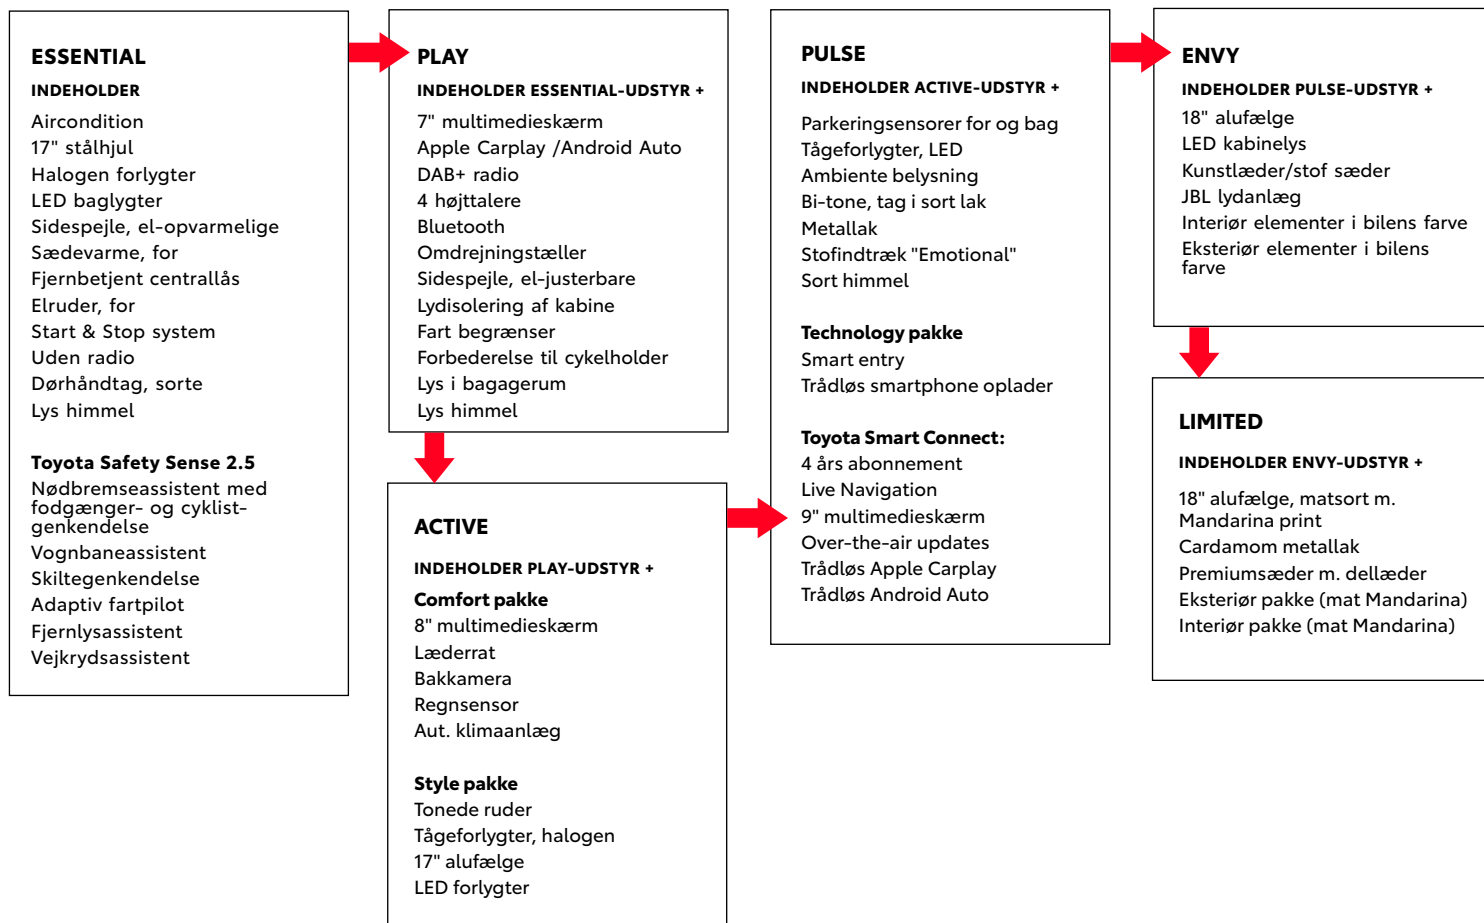 ESSENTIAL
INDEHOLDER
Aircondition
17" stålhjul
Halogen forlygter
LED baglygter
Sidespejle, el-opvarmelige
Sædevarme, for
Fjernbetjent centrallås
Elruder, for
Start & Stop system
Uden radio
Dørhåndtag, sorte
Lys himmel
Toyota Safety Sense 2.5
Nødbremseassistent med
fodgænger- og cyklist-
genkendelse
Vognbaneassistent
Skiltegenkendelse
Adaptiv fartpilot
Fjernlysassistent
Vejkrydsassistent
PLAY
INDEHOLDER ESSENTIAL-UDSTYR +
7" multimedieskærm
Apple Carplay /Android Auto
DAB+ radio
4 højttalere
Bluetooth
Omdrejningstæller
Sidespejle, el-justerbare
Lydisolering af kabine
Fart begrænser
Forbederelse til cykelholder
Lys i bagagerum
Lys himmel
ACTIVE
INDEHOLDER PLAY-UDSTYR +
Comfort pakke
8" multimedieskærm
Læderrat
Bakkamera
Regnsensor
Aut. klimaanlæg
Style pakke
Tonede ruder
Tågeforlygter, halogen
17" alufælge
LED forlygter
PULSE
INDEHOLDER ACTIVE-UDSTYR +
Parkeringsensorer for og bag
Tågeforlygter, LED
Ambiente belysning
Bi-tone, tag i sort lak
Metallak
Stofindtræk "Emotional"
Sort himmel
Technology pakke
Smart entry
Trådløs smartphone oplader
Toyota Smart Connect:
4 års abonnement
Live Navigation
9" multimedieskærm
Over-the-air updates
Trådløs Apple Carplay
Trådløs Android Auto
ENVY
INDEHOLDER PULSE-UDSTYR +
18" alufælge
LED kabinelys
Kunstlæder/stof sæder
JBL lydanlæg
Interiør elementer i bilens farve
Eksteriør elementer i bilens
farve
LIMITED
INDEHOLDER ENVY-UDSTYR +
18" alufælge, matsort m.
Mandarina print
Cardamom metallak
Premiumsæder m. dellæder
Eksteriør pakke (mat Mandarina)
Interiør pakke (mat Mandarina)